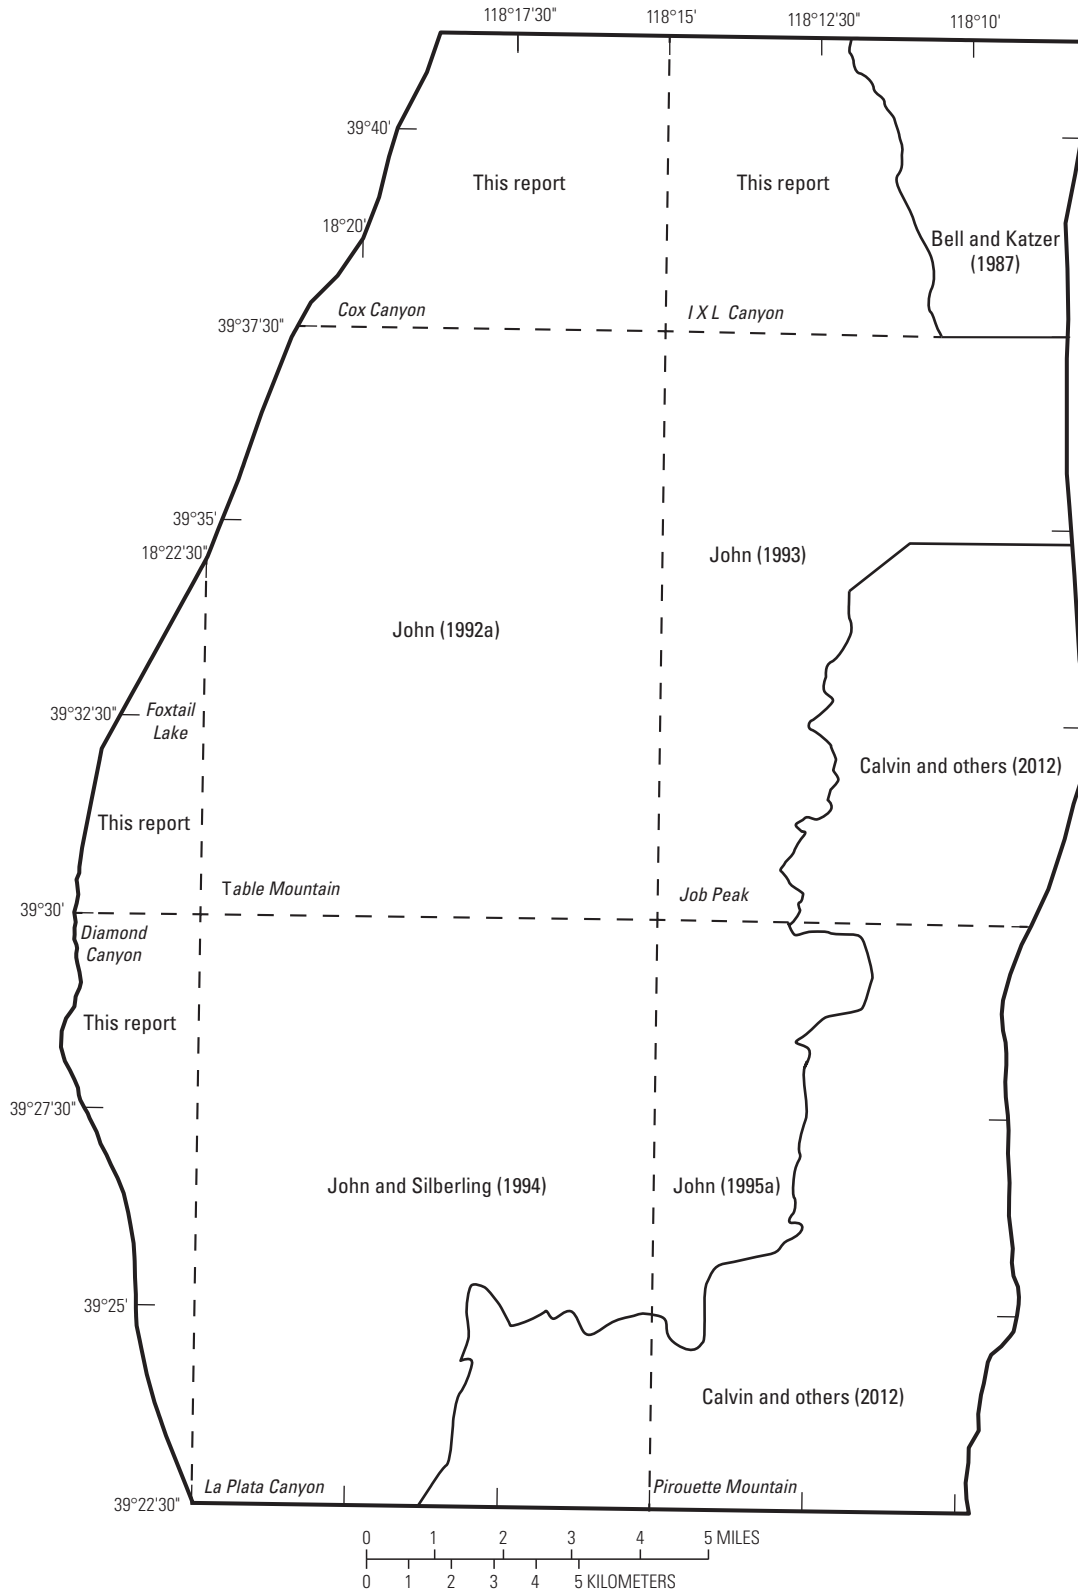 118°17'30"
118°15'
118°12'30"
118°10'
39°40'
This report
This report
18°20'
Bell and Katzer
(1987)
Cox Canyon
I X L Canyon
39°37'30"
39°35'
18°22'30"
John (1993)
John (1992a)
39°32'30"
Foxtail
Lake
Calvin and others (2012)
This report
Table Mountain
Job Peak
39°30'
Diamond
Canyon
This report
39°27'30"
John and Silberling (1994)
John (1995a)
39°25'
Calvin and others (2012)
La Plata Canyon
Pirouette Mountain
39°22'30"
0 1 2 3 4 5 MILES
0 1 2 3 4 5 KILOMETERS